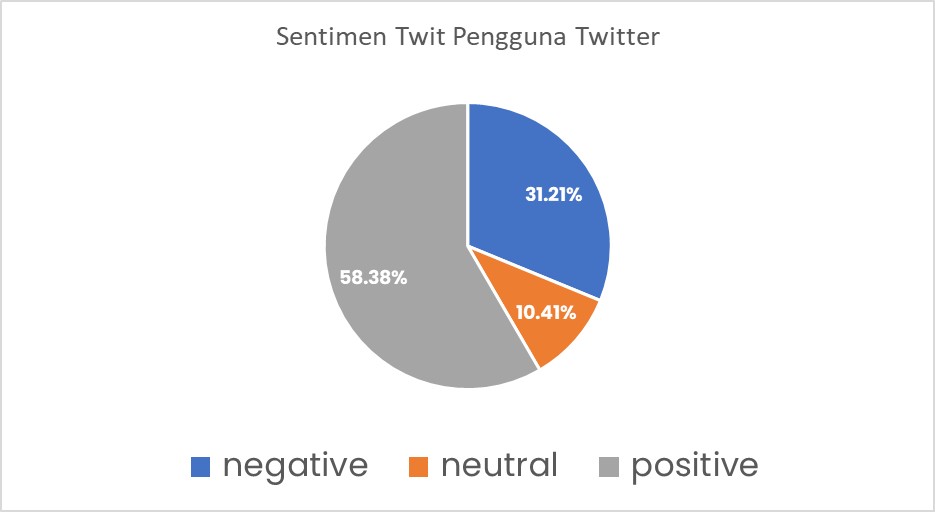 Sentimen Twit Pengguna Twitter
31.21%
58.38%
10.41%
negative neutral positive